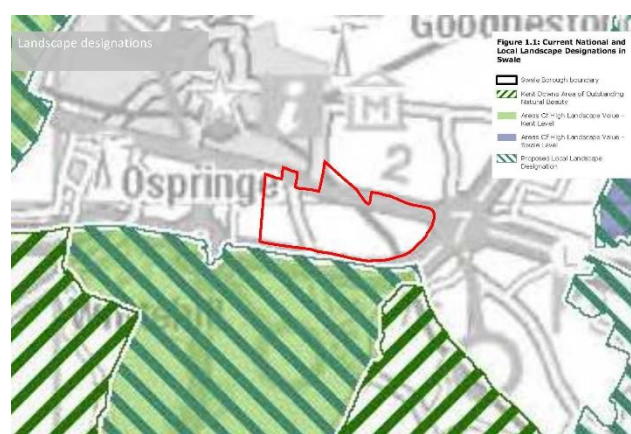 Landscape designations
Goodnesto
Figure 1.1: Current National and
Local Landscape Designations in
Swale
Swale Borough boundary
Kent Downs Area of Outstanding
Natural Beauty
Areas Of High Landscape Value -
Kent Level
Areas Of High Landscape Value -
Swale Level
Proposed Local Landscape
Designation
M
2
Ospringe
7
L